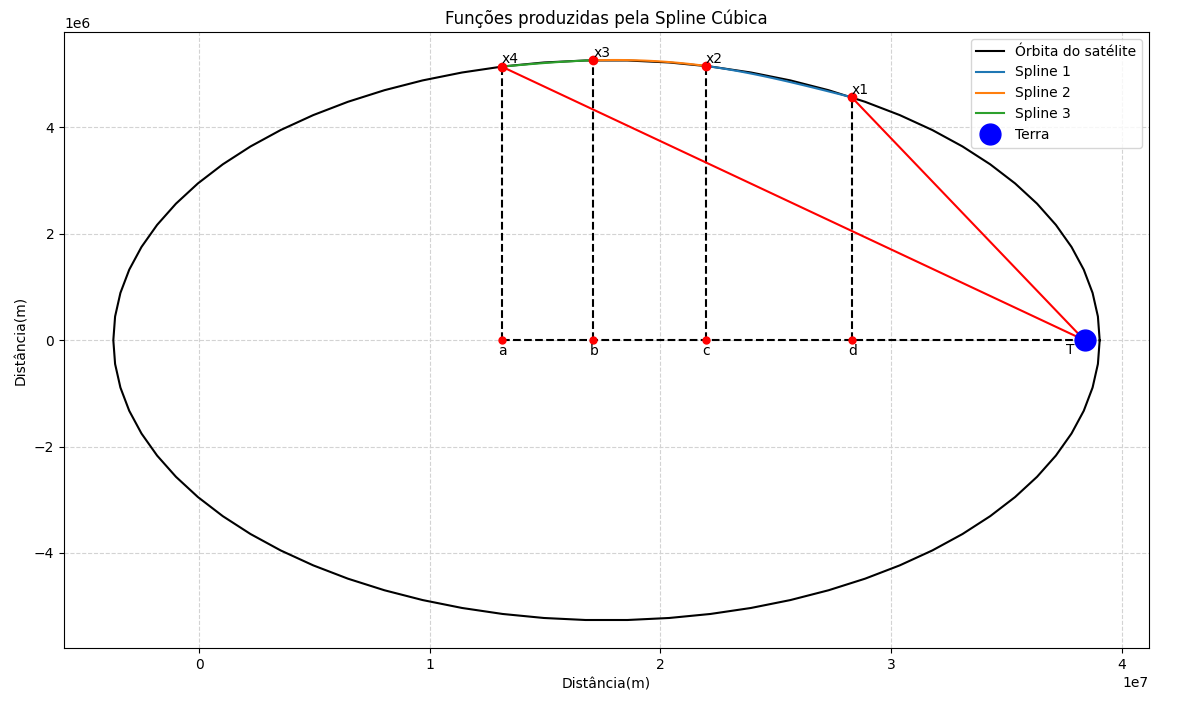 Funções produzidas pela Spline Cúbica
1e6
Órbita do satélite
Spline 1
Spline 2
Spline 3
Terra
x4
x3
x2
x1
4
2
0
−2
−4
Distância(m)
a
b
c
d
T
0
1
2
3
4
1e7
Distância(m)